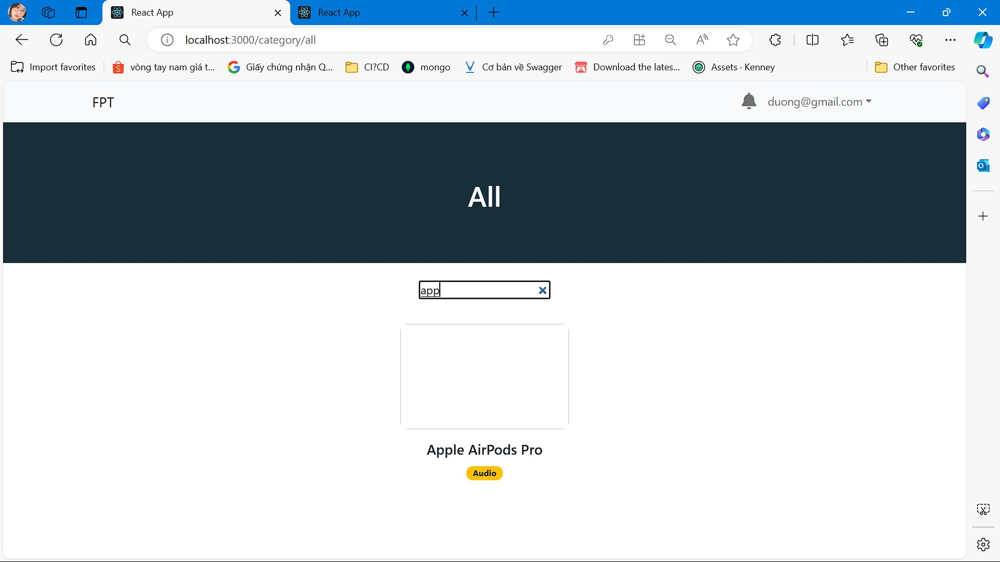 React App
React App
localhost:3000/category/all
Import favorites
vòng tay nam giá t...
Giấy chứng nhận Q...
CI?CD
mongo
Cơ bản về Swagger
Download the lates...
Assets · Kenney
Other favorites
FPT
duong@gmail.com
All
app
Apple AirPods Pro
Audio